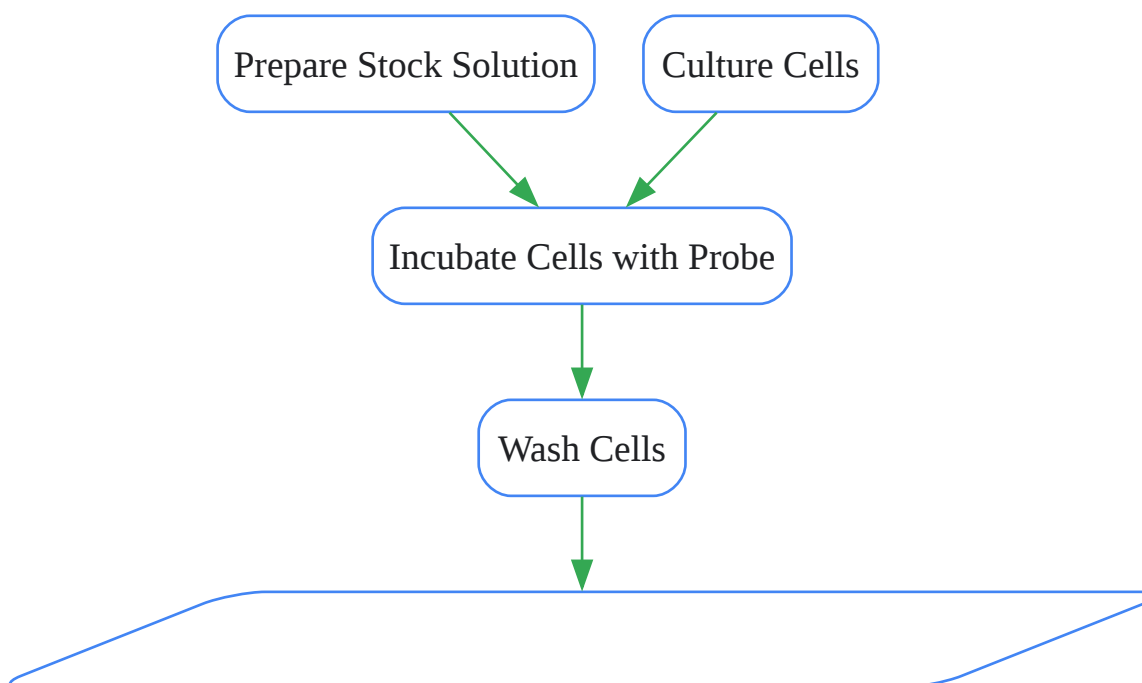 Prepare Stock Solution
Culture Cells
Incubate Cells with Probe
Wash Cells